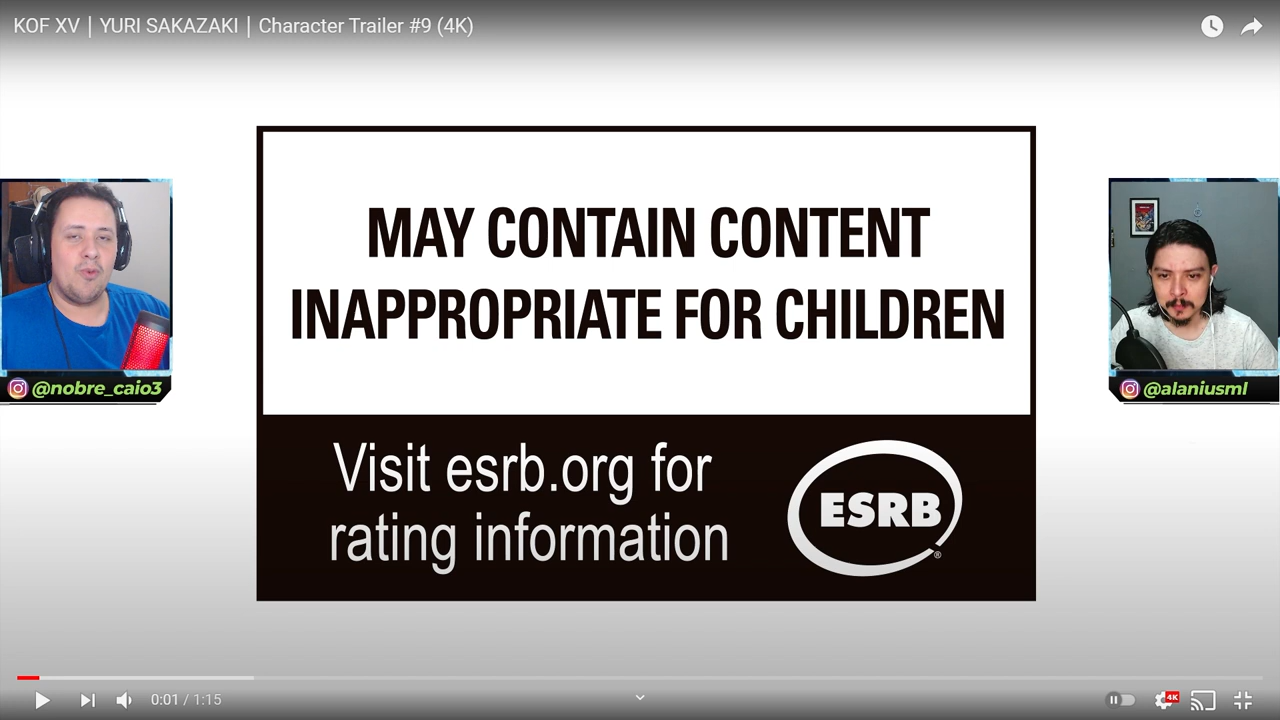 KOF XV | YURI SAKAZAKI | Character Trailer #9 (4K)
MAY CONTAIN CONTENT
INAPPROPRIATE FOR CHILDREN
@nobre_caio3
@alaniusml
Visit esrb.org for
rating information
ESRB
®
0:01 / 1:15
4K